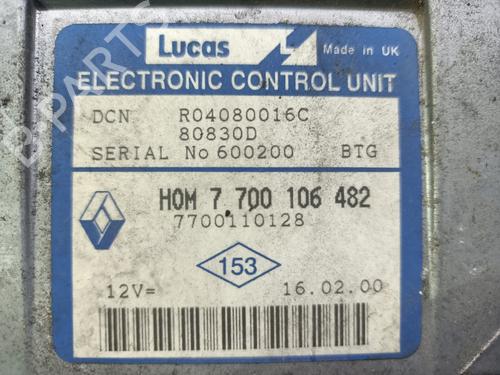 Lucas L Made in UK
ELECTRONIC CONTROL UNIT
DCN R04080016C
80830D
SERIAL No 600200 BTG
HOM 7 700 106 482
7700110128
153
12V= 16.02.00
B-PARTS